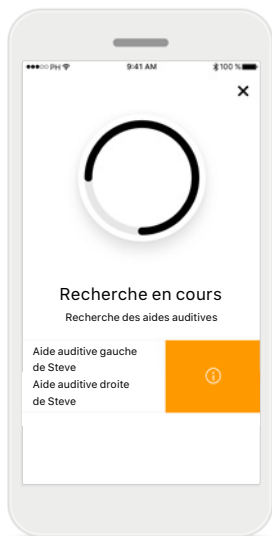 PH 9:41 AM 100 %
Recherche en cours
Recherche des aides auditives
Aide auditive gauche
de Steve
Aide auditive droite
de Steve